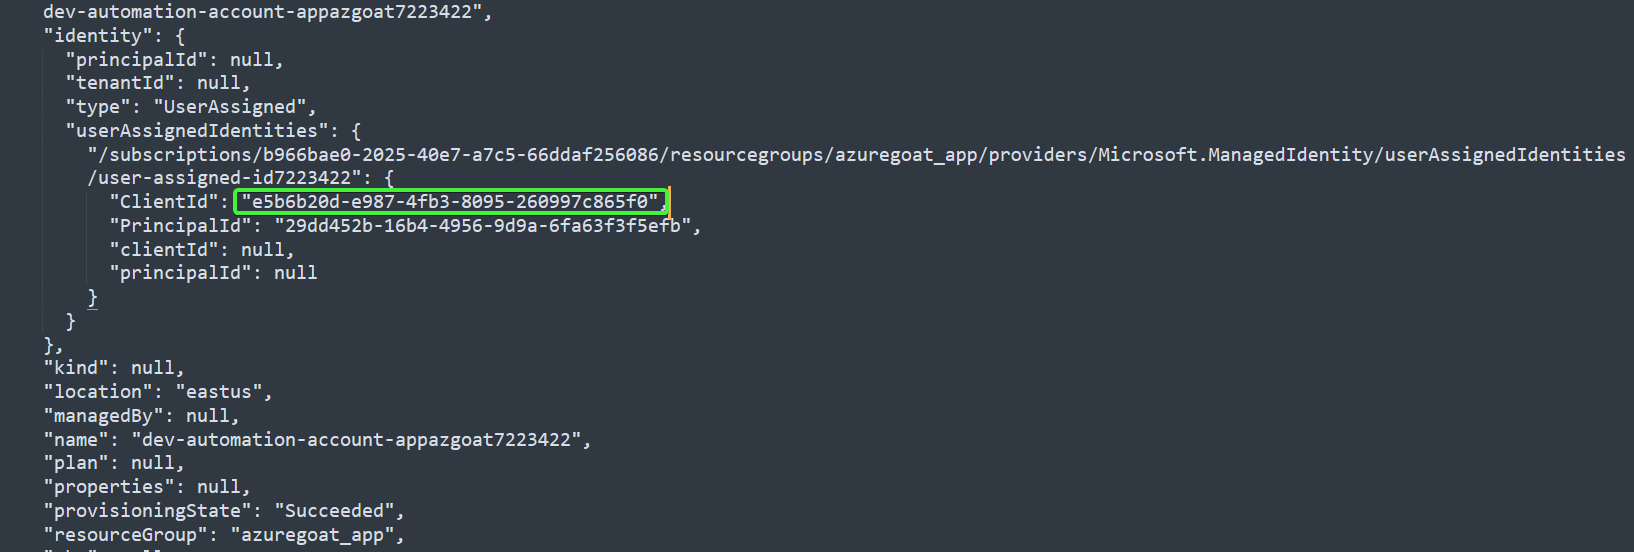 dev-automation-account-appazgoat7223422",
"identity": {
"principalId": null,
"tenantId": null,
"type": "UserAssigned",
"userAssignedIdentities": {
"/subscriptions/b966bae0-2025-40e7-a7c5-66ddaf256086/resourcegroups/azuregoat_app/providers/Microsoft.ManagedIdentity/userAssignedIdentities
/user-assigned-id7223422": {
"ClientId": "e5b6b20d-e987-4fb3-8095-260997c865f0",
"PrincipalId": "29dd452b-16b4-4956-9d9a-6fa63f3f5efb",
"clientId": null,
"principalId": null
}
}
},
"kind": null,
"location": "eastus",
"managedBy": null,
"name": "dev-automation-account-appazgoat7223422",
"plan": null,
"properties": null,
"provisioningState": "Succeeded",
"resourceGroup": "azuregoat_app",